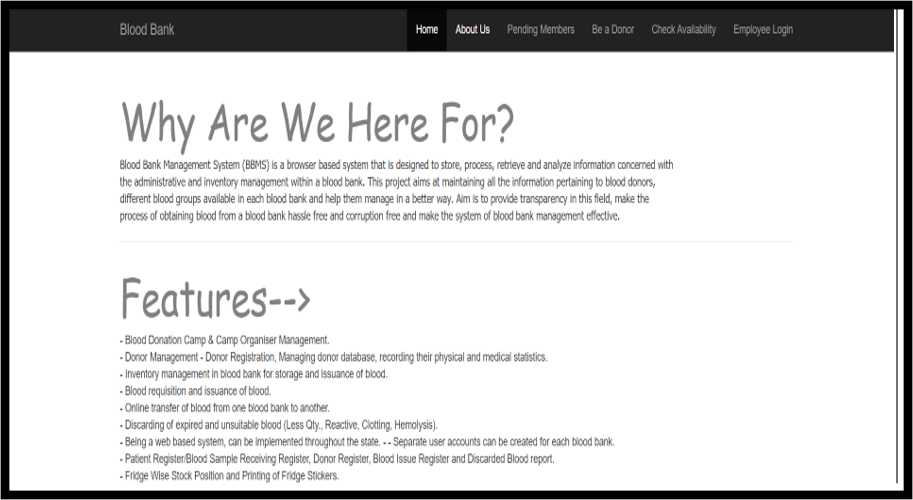 Blood Bank Home About Us Pending Members Be a Donor Check Availability Employee Login
Why Are We Here For?
Blood Bank Management System (BBMS) is a browser based system that is designed to store, process, retrieve and analyze information concerned with
the administrative and inventory management within a blood bank. This project aims at maintaining all the information pertaining to blood donors,
different blood groups available in each blood bank and help them manage in a better way. Aim is to provide transparency in this field, make the
process of obtaining blood from a blood bank hassle free and corruption free and make the system of blood bank management effective.
Features-->
- Blood Donation Camp & Camp Organiser Management.
- Donor Management - Donor Registration, Managing donor database, recording their physical and medical statistics.
- Inventory management in blood bank for storage and issuance of blood.
- Blood requisition and issuance of blood.
- Online transfer of blood from one blood bank to another.
- Discarding of expired and unsuitable blood (Less Qty., Reactive, Clotting, Hemolysis).
- Being a web based system, can be implemented throughout the state. - - Separate user accounts can be created for each blood bank.
- Patient Register/Blood Sample Receiving Register, Donor Register, Blood Issue Register and Discarded Blood report.
- Fridge Wise Stock Position and Printing of Fridge Stickers.